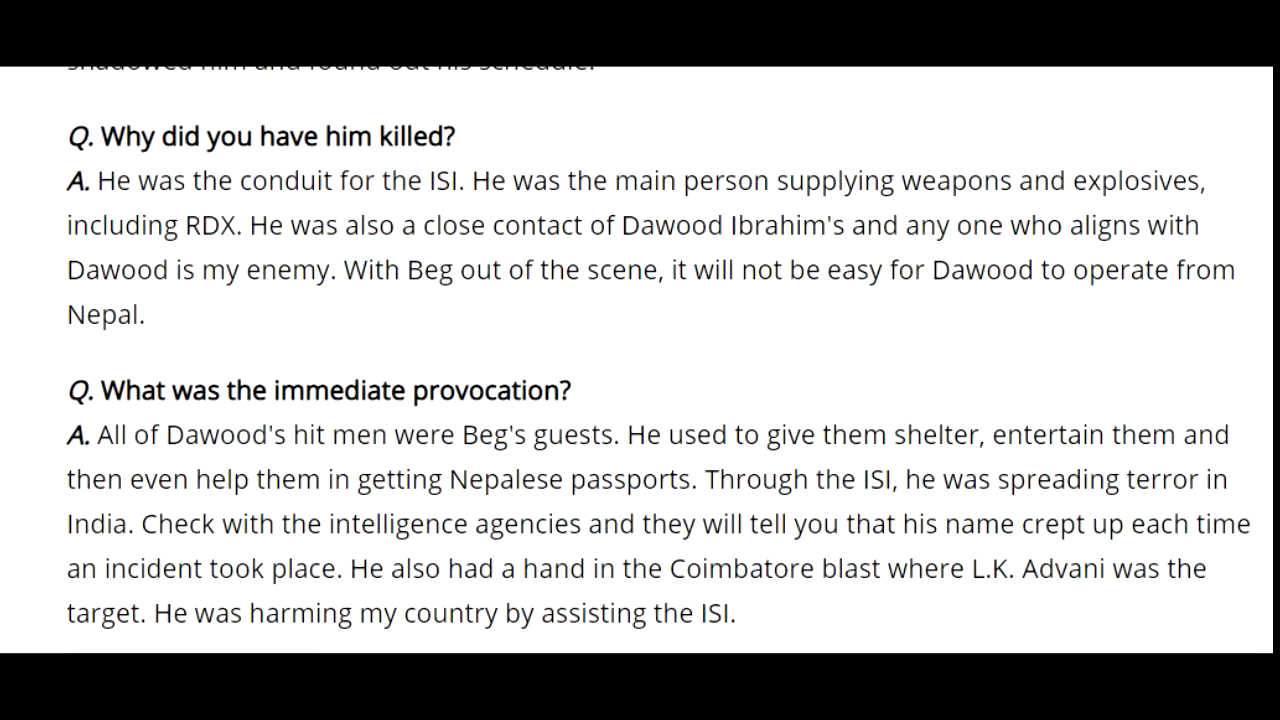 shadowed him and found out his schedule.
Q. Why did you have him killed?
A. He was the conduit for the ISI. He was the main person supplying weapons and explosives,
including RDX. He was also a close contact of Dawood Ibrahim's and any one who aligns with
Dawood is my enemy. With Beg out of the scene, it will not be easy for Dawood to operate from
Nepal.
Q. What was the immediate provocation?
A. All of Dawood's hit men were Beg's guests. He used to give them shelter, entertain them and
then even help them in getting Nepalese passports. Through the ISI, he was spreading terror in
India. Check with the intelligence agencies and they will tell you that his name crept up each time
an incident took place. He also had a hand in the Coimbatore blast where L.K. Advani was the
target. He was harming my country by assisting the ISI.